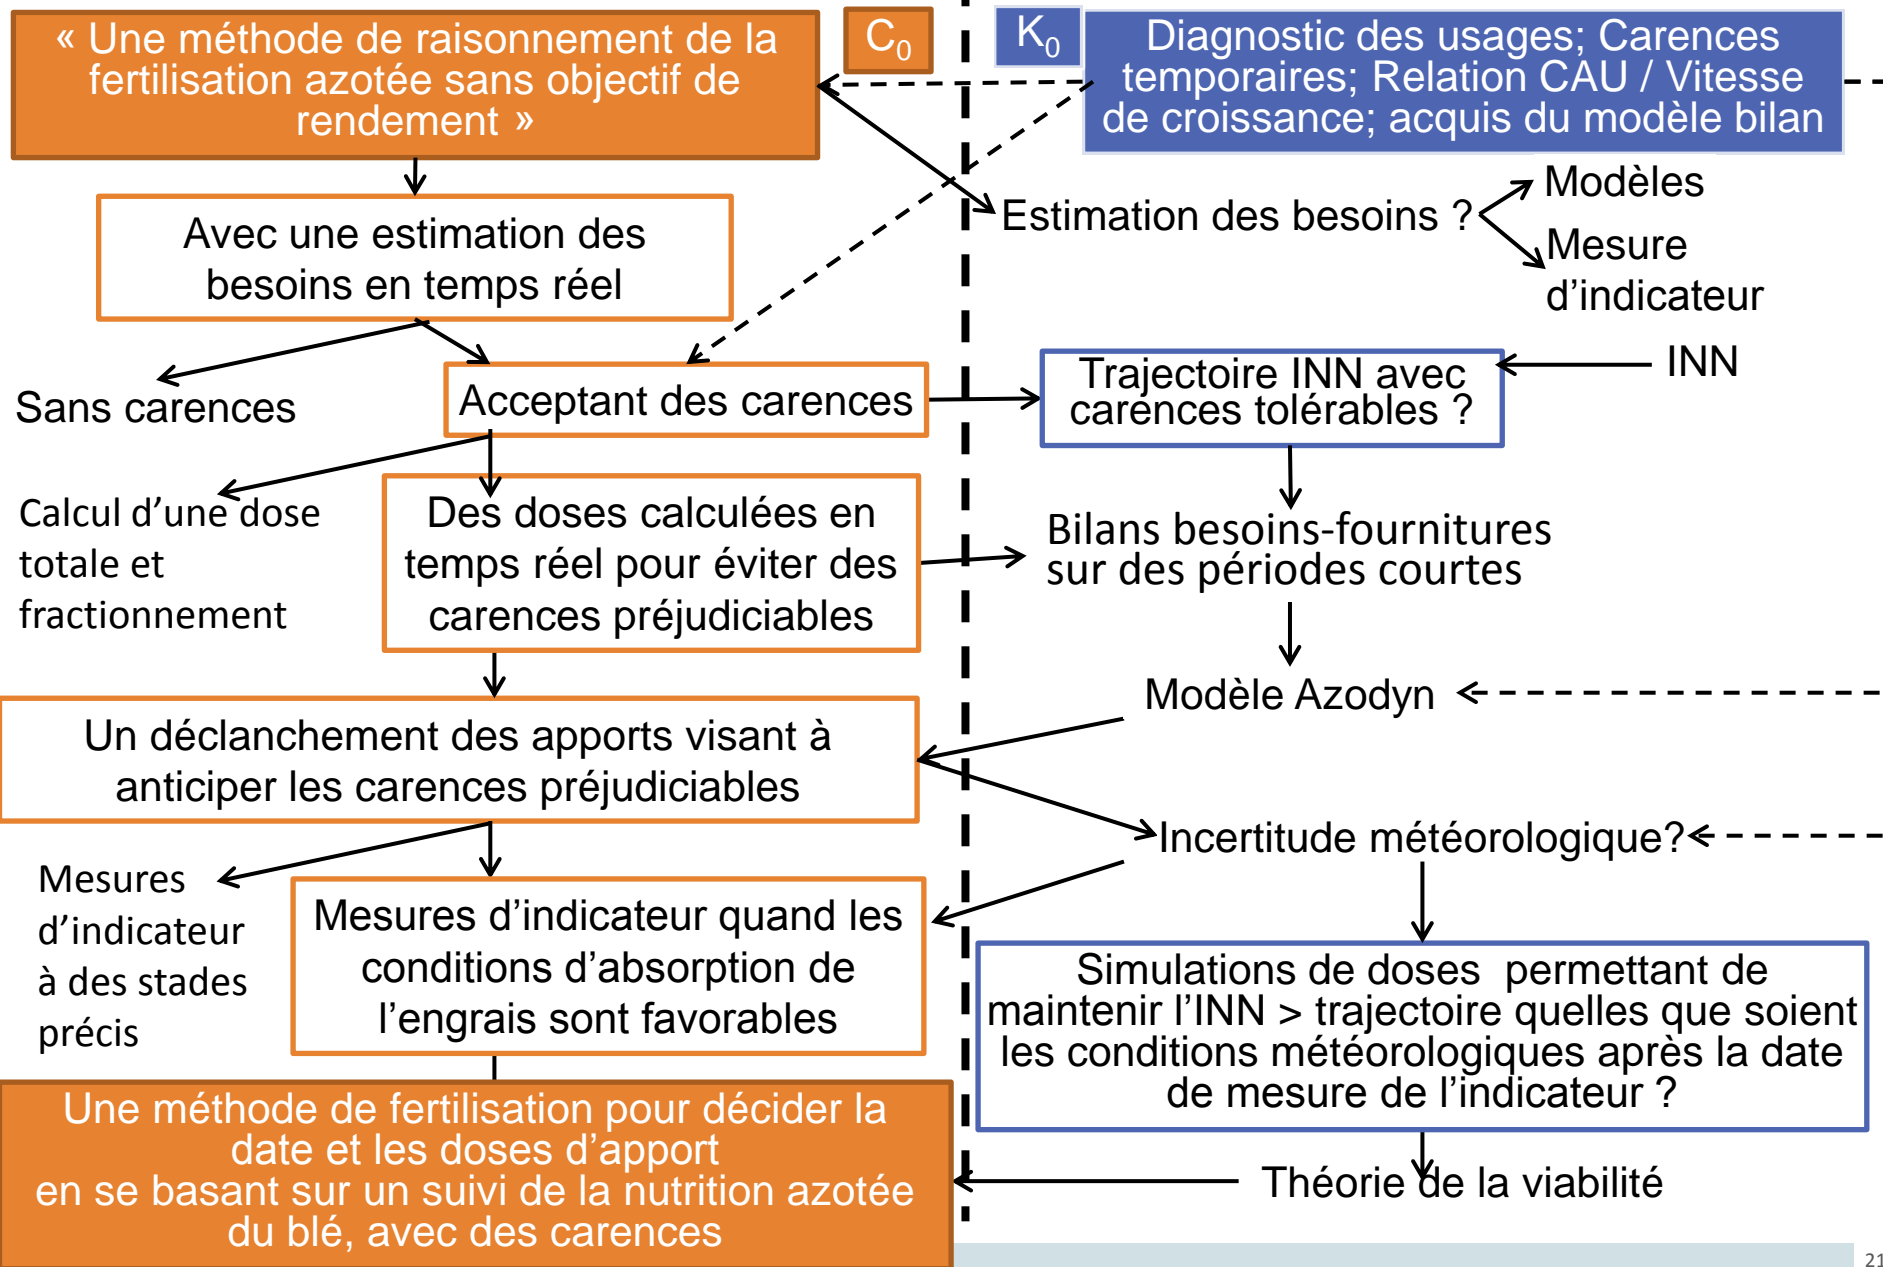 « Une méthode de raisonnement de la
fertilisation azotée sans objectif de
rendement »
C0
K0
Diagnostic des usages; Carences
temporaires; Relation CAU / Vitesse
de croissance; acquis du modèle bilan
Avec une estimation des
besoins en temps réel
Estimation des besoins ?
Modèles
Mesure
d’indicateur
Sans carences
Acceptant des carences
Trajectoire INN avec
carences tolérables ?
INN
Calcul d’une dose
totale et
fractionnement
Des doses calculées en
temps réel pour éviter des
carences préjudiciables
Bilans besoins-fournitures
sur des périodes courtes
Modèle Azodyn
Un déclanchement des apports visant à
anticiper les carences préjudiciables
Incertitude météorologique?
Mesures
d’indicateur
à des stades
précis
Mesures d’indicateur quand les
conditions d’absorption de
l’engrais sont favorables
Simulations de doses permettant de
maintenir l’INN > trajectoire quelles que soient
les conditions météorologiques après la date
de mesure de l’indicateur ?
Une méthode de fertilisation pour décider la
date et les doses d’apport
en se basant sur un suivi de la nutrition azotée
du blé, avec des carences
Théorie de la viabilité
21